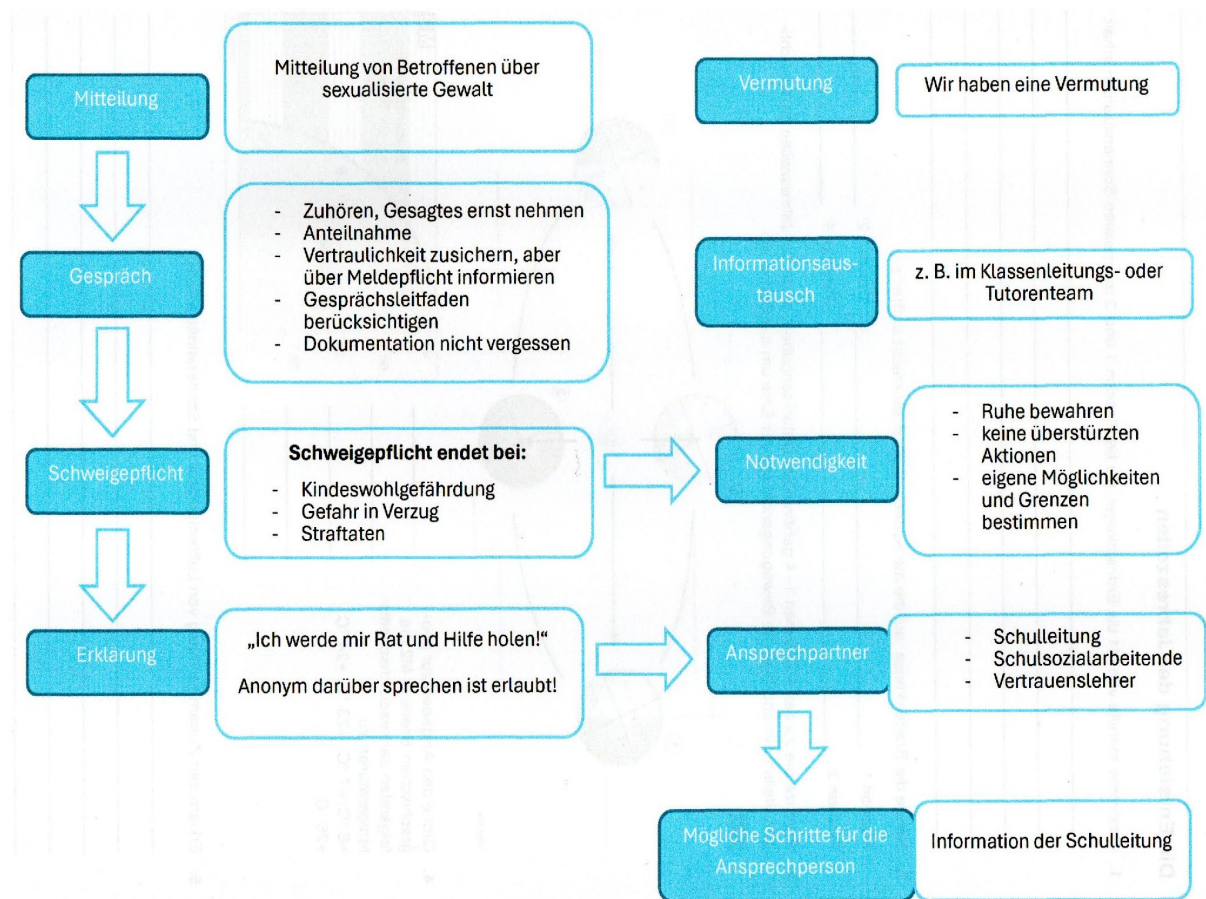 Mitteilung
Mitteilung von Betroffenen über
sexualisierte Gewalt
Gespräch
- Zuhören, Gesagtes ernst nehmen
- Anteilnahme
- Vertraulichkeit zusichern, aber
über Meldepflicht informieren
- Gesprächsleitfaden
berücksichtigen
- Dokumentation nicht vergessen
Schweigepflicht
Schweigepflicht endet bei:
- Kindeswohlgefährdung
- Gefahr in Verzug
- Straftaten
Erklärung
„Ich werde mir Rat und Hilfe holen!“
Anonym darüber sprechen ist erlaubt!
Vermutung
Wir haben eine Vermutung
Informationsaus-
tausch
z. B. im Klassenleitungs- oder
Tutorenteam
Notwendigkeit
- Ruhe bewahren
- keine überstürzten
Aktionen
- eigene Möglichkeiten
und Grenzen
bestimmen
Ansprechpartner
- Schulleitung
- Schulsozialarbeitende
- Vertrauenslehrer
Mögliche Schritte für die
Ansprechperson
Information der Schulleitung